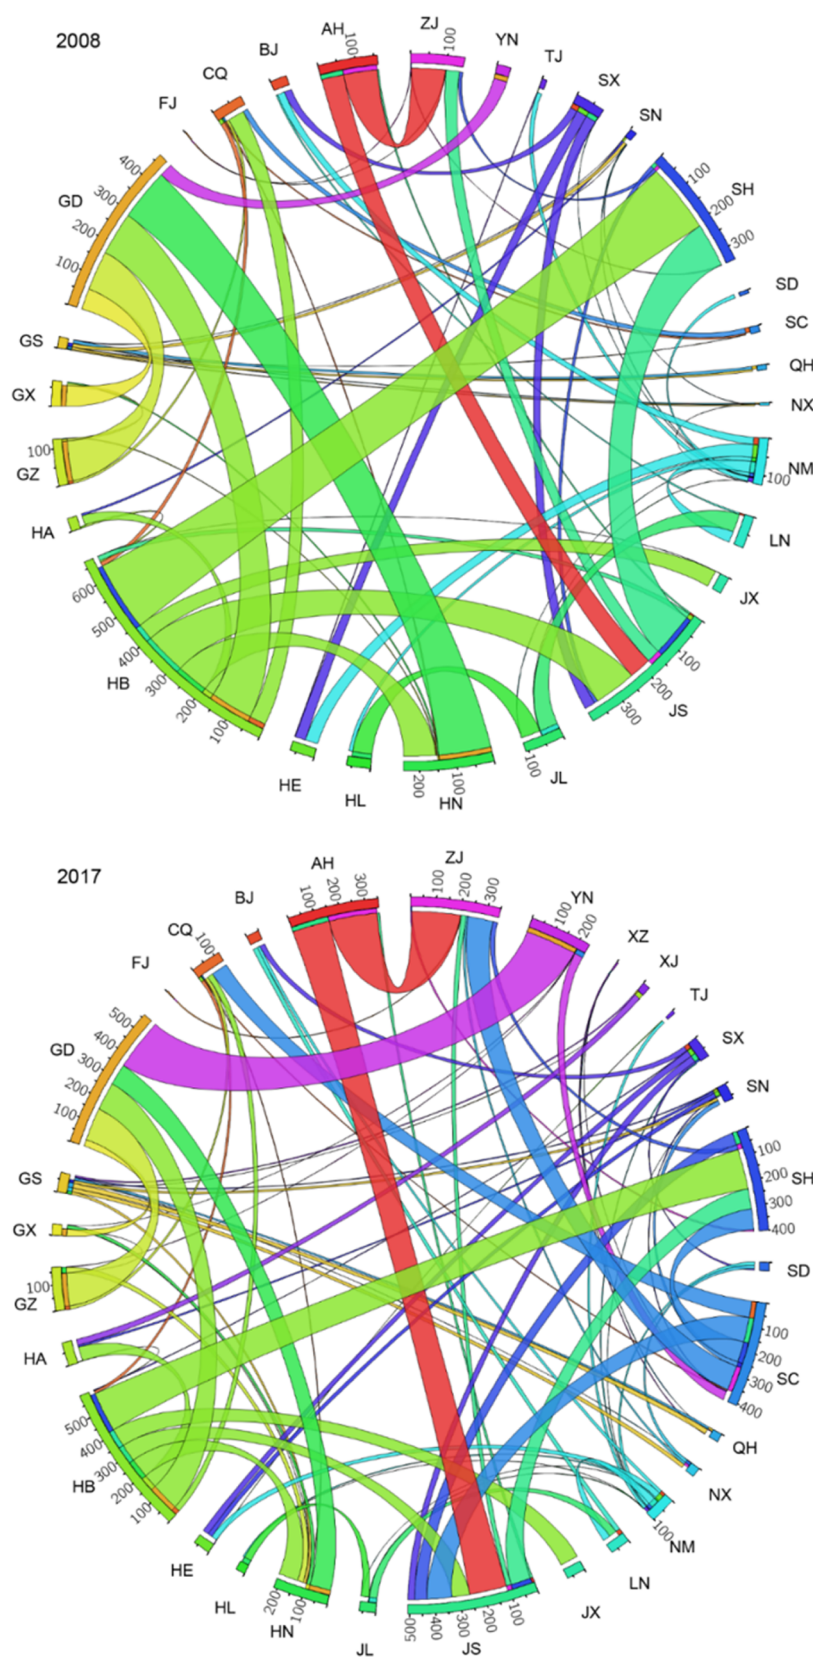 2008
FJ
CQ
BJ
AH
100
ZJ
100
YN
TJ
SX
SN
100
200
300
SH
SD
SC
QH
NX
100
NM
LN
JX
100
200
300
JS
100
JL
100
200
HN
HL
HE
100
200
300
400
500
600
HB
HA
100
GZ
GX
GS
100
200
300
400
GD
2017
FJ
CQ
100
BJ
AH
100
200
300
ZJ
100
200
300
YN
100
200
XZ
XJ
TJ
SX
SN
100
200
300
400
SH
SD
100
200
300
400
SC
QH
NX
100
NM
LN
JX
100
200
300
400
500
JS
JL
100
200
HN
HL
HE
100
200
300
400
500
HB
HA
100
GZ
GX
GS
100
200
300
400
500
GD